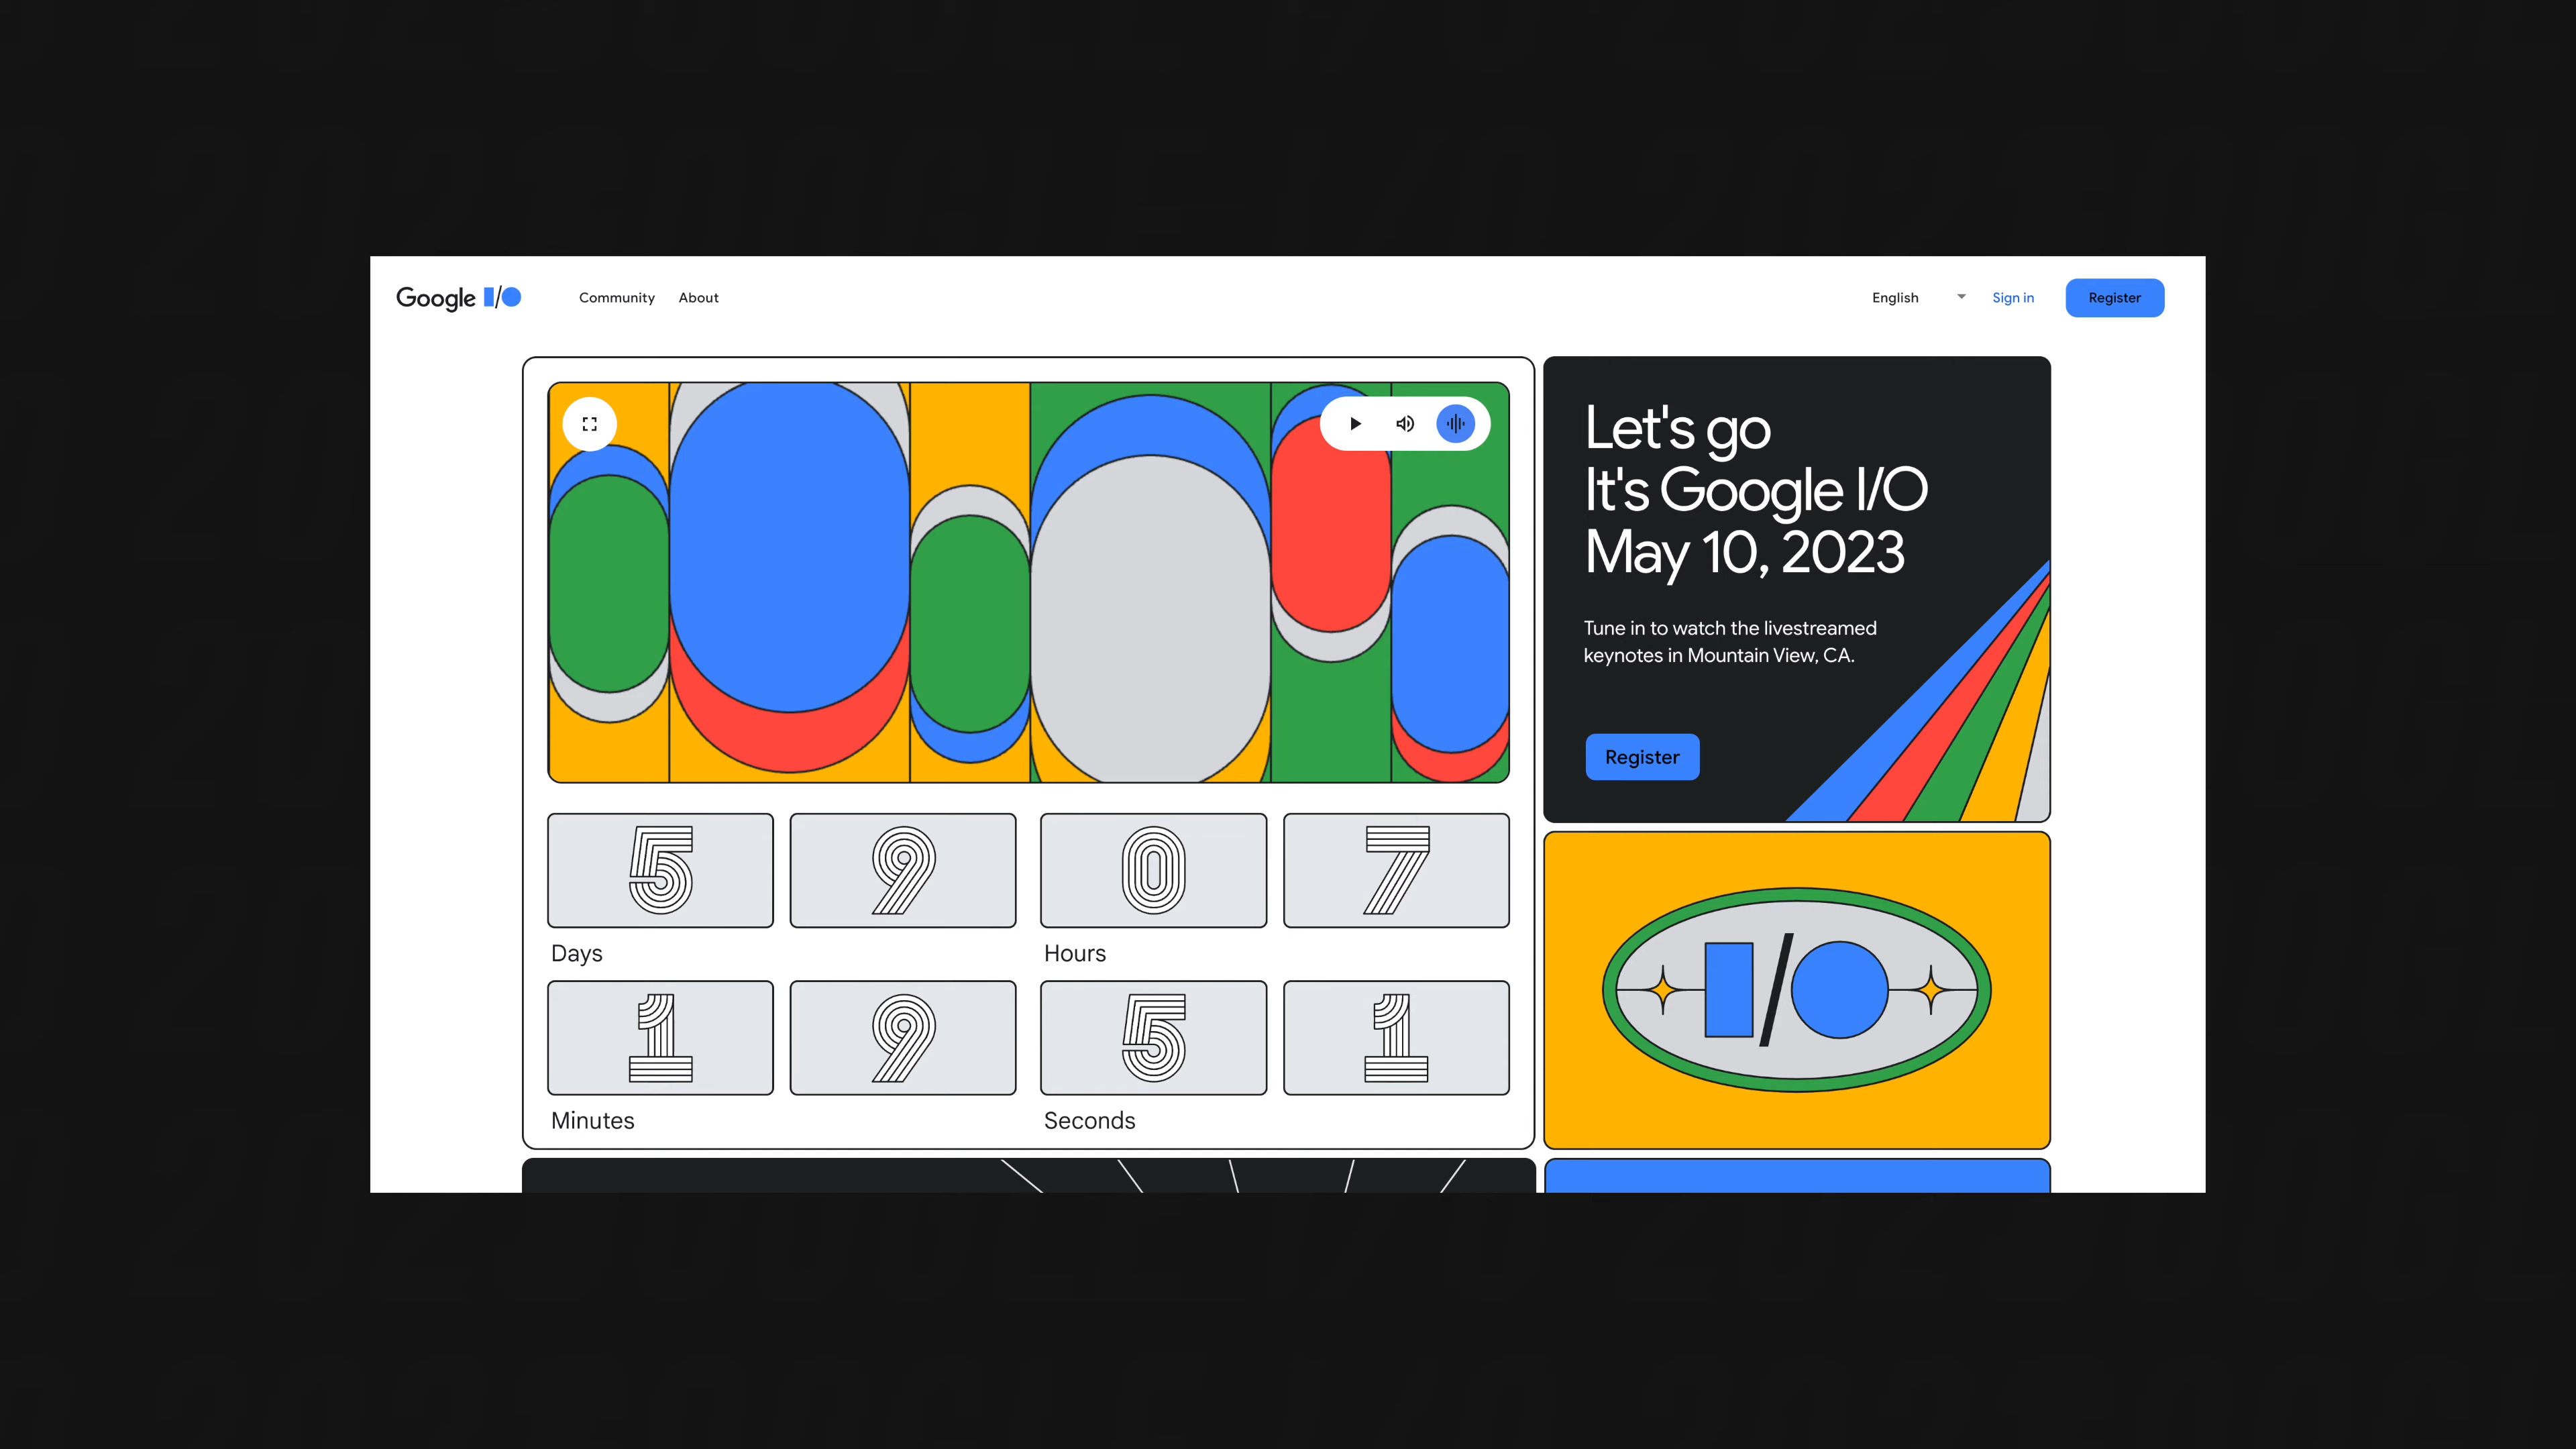 Google I/O
Community About
English Sign in Register
Let's go
It's Google I/O
May 10, 2023
Tune in to watch the livestreamed
keynotes in Mountain View, CA.
Register
5 9 0 7
Days Hours
1 9 5 1
Minutes Seconds
I/O